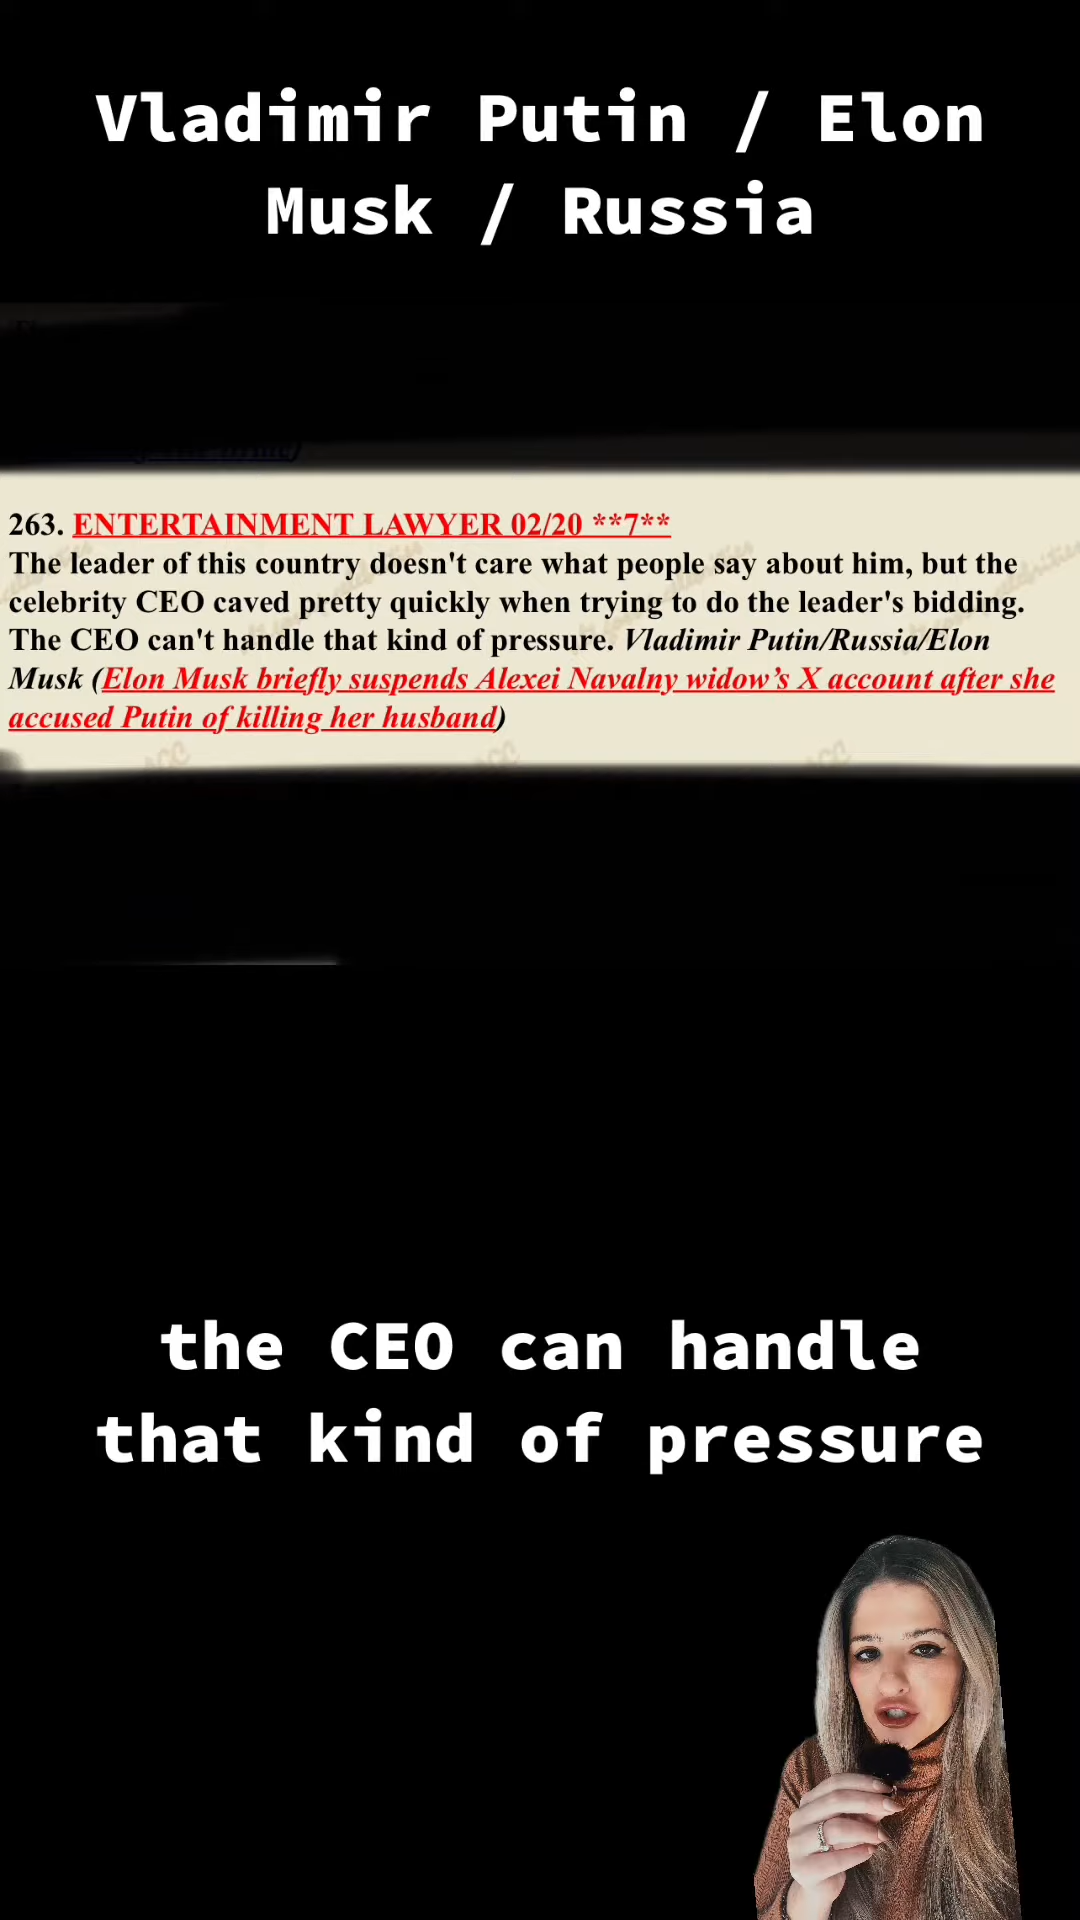 Vladimir Putin / Elon
Musk / Russia
263. ENTERTAINMENT LAWYER 02/20 **7**
The leader of this country doesn't care what people say about him, but the
celebrity CEO caved pretty quickly when trying to do the leader's bidding.
The CEO can't handle that kind of pressure. Vladimir Putin/Russia/Elon
Musk (Elon Musk briefly suspends Alexei Navalny widow’s X account after she
accused Putin of killing her husband)
the CEO can handle
that kind of pressure